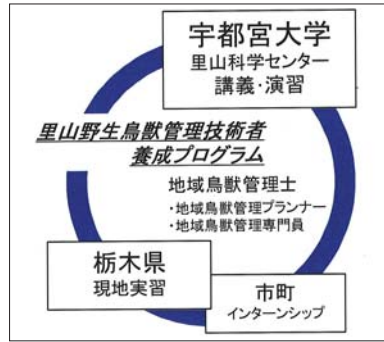 宇都宮大学
里山科学センター
講義・演習
里山野生鳥獣管理技術者
養成プログラム
地域鳥獣管理士
・地域鳥獣管理プランナー
・地域鳥獣管理専門員
栃木県
現地実習
市町
インターンシップ